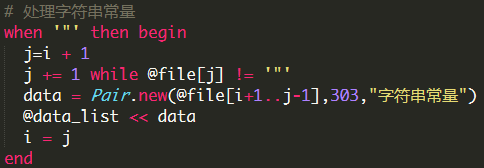 # 处理字符串常量
when '"' then begin
  j=i + 1
  j += 1 while @file[j] != '"'
  data = Pair.new(@file[i+1..j-1],303,"字符串常量")
  @data_list << data
  i = j
end